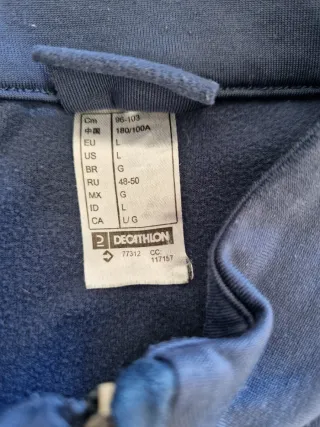 Cm 96-103
中国 180/100A
EU L
US L
BR G
RU 48-50
MX G
ID L
CA L/G
DECATHLON
77312 CC:
117157